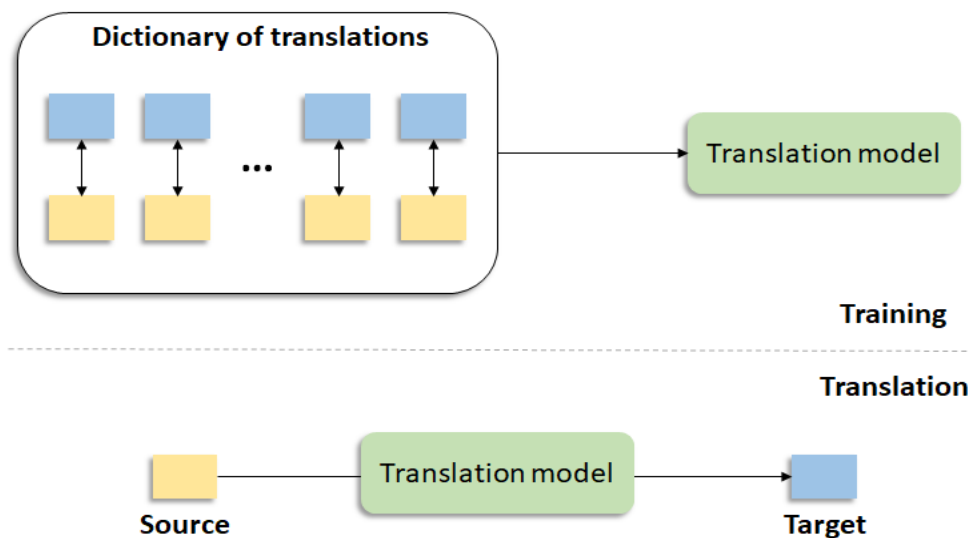 Dictionary of translations
...
Translation model
Training
Translation
Translation model
Source
Target